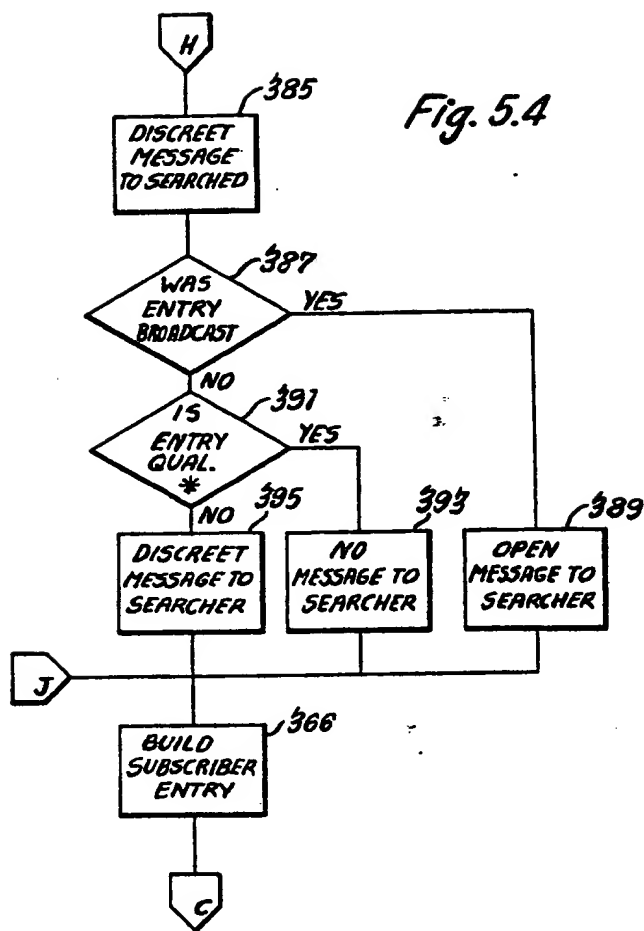 H
385
Fig. 5.4
DISCREET
MESSAGE
TO SEARCHED
387
WAS
ENTRY
BROADCAST
YES
NO
391
IS
ENTRY
QUAL.
*
YES
NO
395
393
389
DISCREET
MESSAGE TO
SEARCHER
NO
MESSAGE TO
SEARCHER
OPEN
MESSAGE TO
SEARCHER
J
366
BUILD
SUBSCRIBER
ENTRY
C